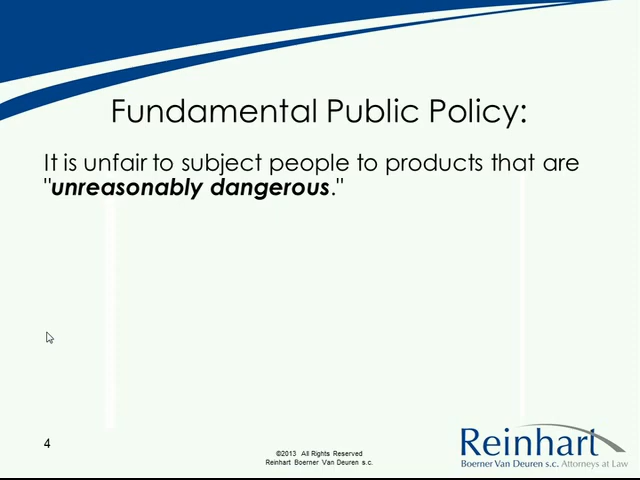 Fundamental Public Policy:
It is unfair to subject people to products that are
"unreasonably dangerous."
4
©2013 All Rights Reserved
Reinhart Boerner Van Deuren s.c.
Reinhart
Boerner Van Deuren s.c. Attorneys at Law